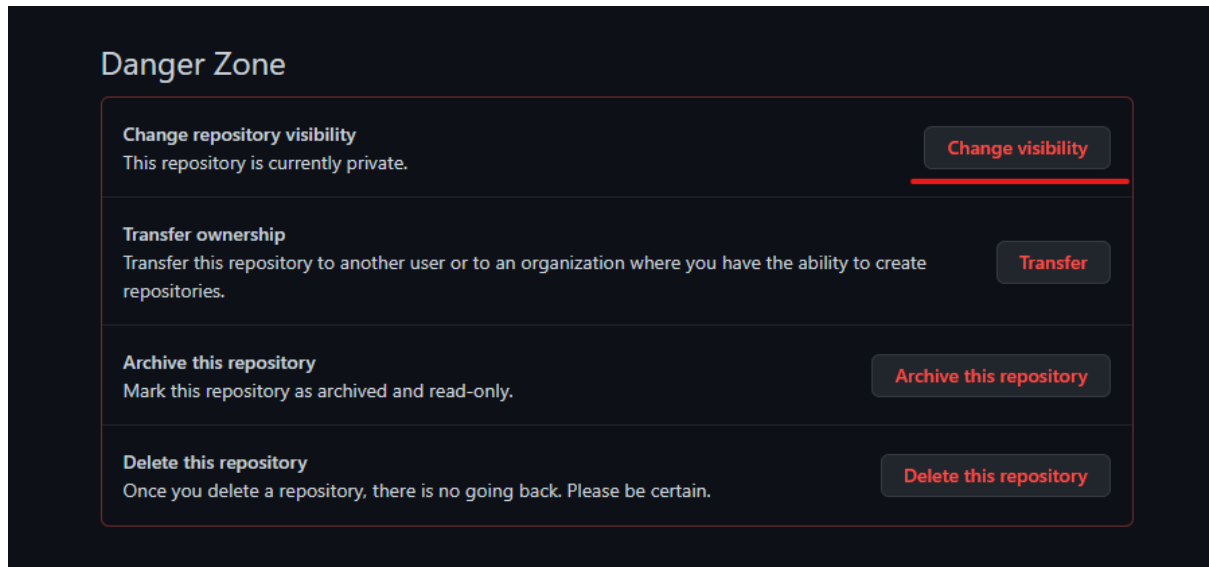 Danger Zone
Change repository visibility
This repository is currently private.
Change visibility
Transfer ownership
Transfer this repository to another user or to an organization where you have the ability to create
repositories.
Transfer
Archive this repository
Mark this repository as archived and read-only.
Archive this repository
Delete this repository
Once you delete a repository, there is no going back. Please be certain.
Delete this repository